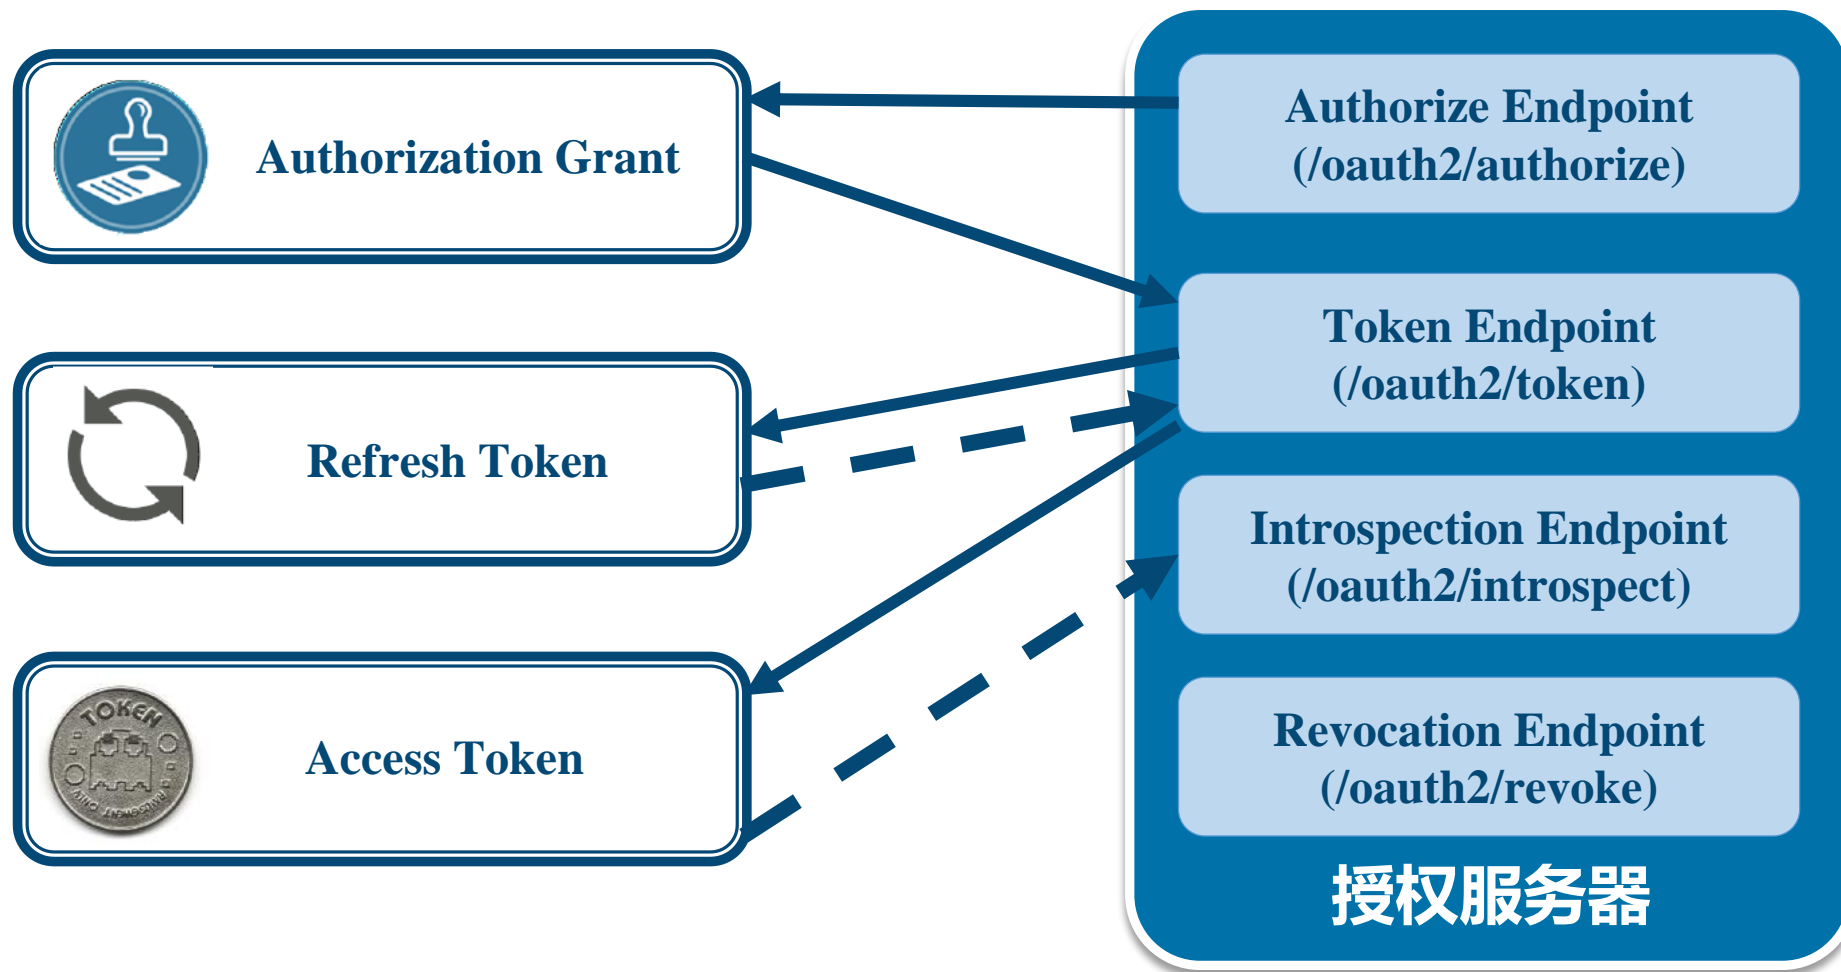 Authorization Grant
Refresh Token
TOKEN
Access Token
Authorize Endpoint
(/oauth2/authorize)
Token Endpoint
(/oauth2/token)
Introspection Endpoint
(/oauth2/introspect)
Revocation Endpoint
(/oauth2/revoke)
授权服务器